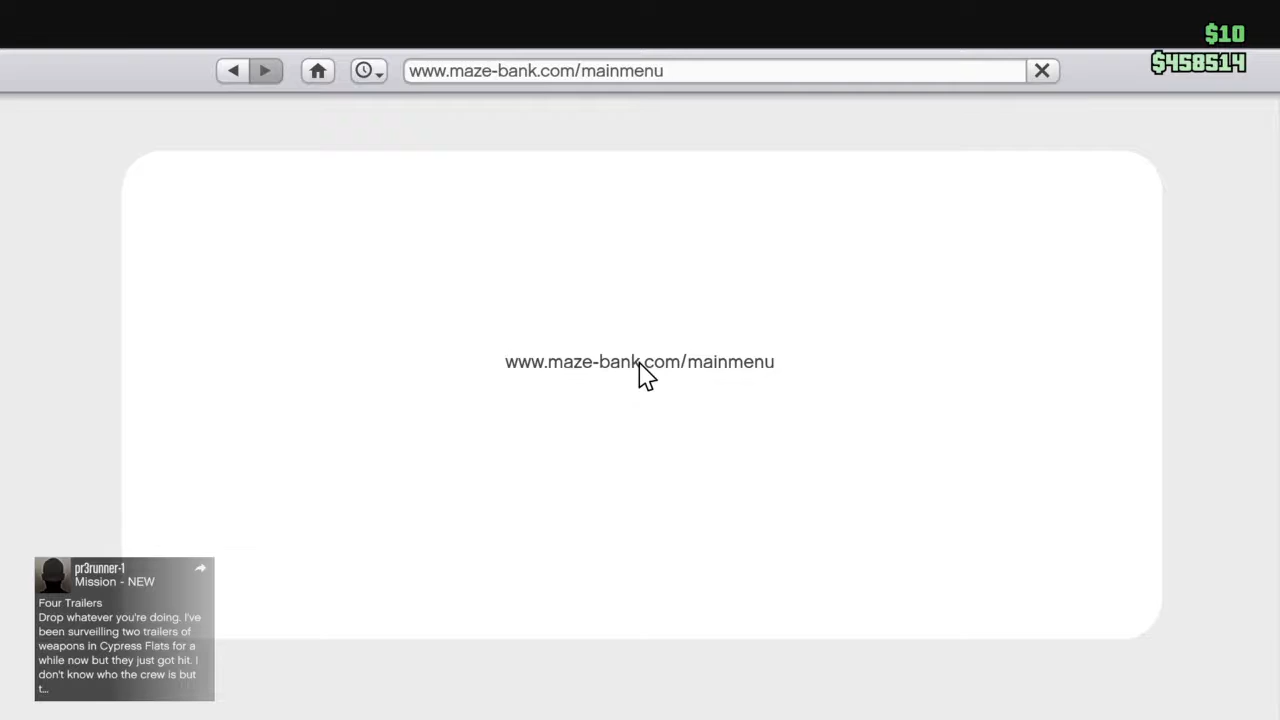 $10
$458514
www.maze-bank.com/mainmenu
www.maze-bank.com/mainmenu
pr3runner-1
Mission - NEW
Four Trailers
Drop whatever you're doing. I've
been surveilling two trailers of
weapons in Cypress Flats for a
while now but they just got hit. I
don't know who the crew is but
t...